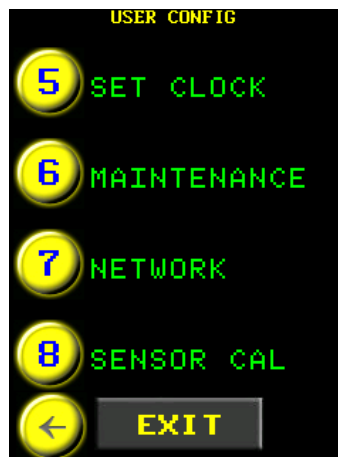 USER CONFIG
5 SET CLOCK
6 MAINTENANCE
7 NETWORK
8 SENSOR CAL
← EXIT